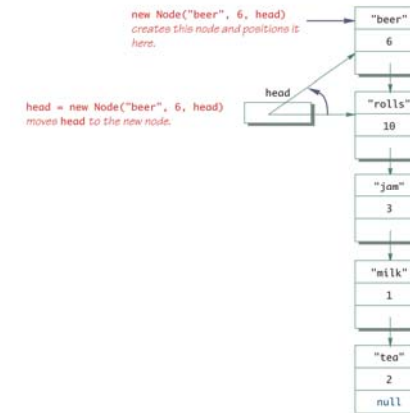 new Node("beer", 6, head)
creates this node and positions it
here.
"beer"
6
head
head = new Node("beer", 6, head)
moves head to the new node.
"rolls"
10
"jam"
3
"milk"
1
"tea"
2
null